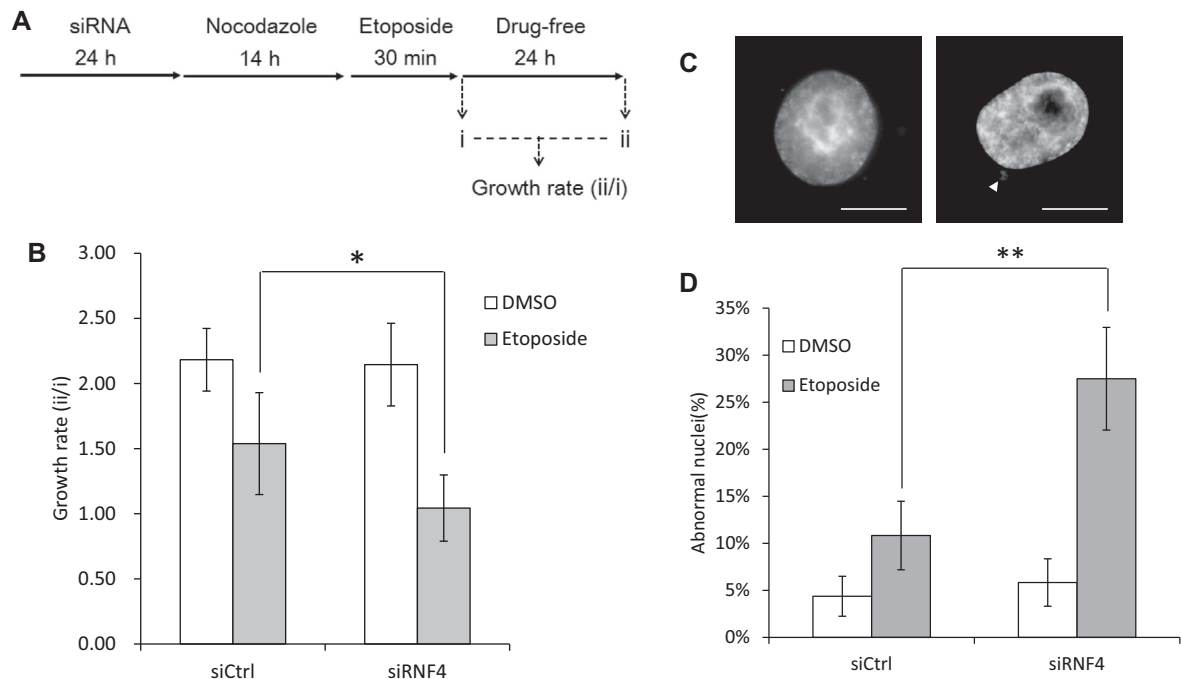 A
siRNA Nocodazole Etoposide Drug-free
24 h 14 h 30 min 24 h
i ii
Growth rate (ii/i)
B
3.00
2.50
2.00
1.50
1.00
0.50
0.00
Growth rate (ii/i)
*
DMSO
Etoposide
siCtrl siRNF4
C
D
35%
30%
25%
20%
15%
10%
5%
0%
Abnormal nuclei(%)
**
DMSO
Etoposide
siCtrl siRNF4